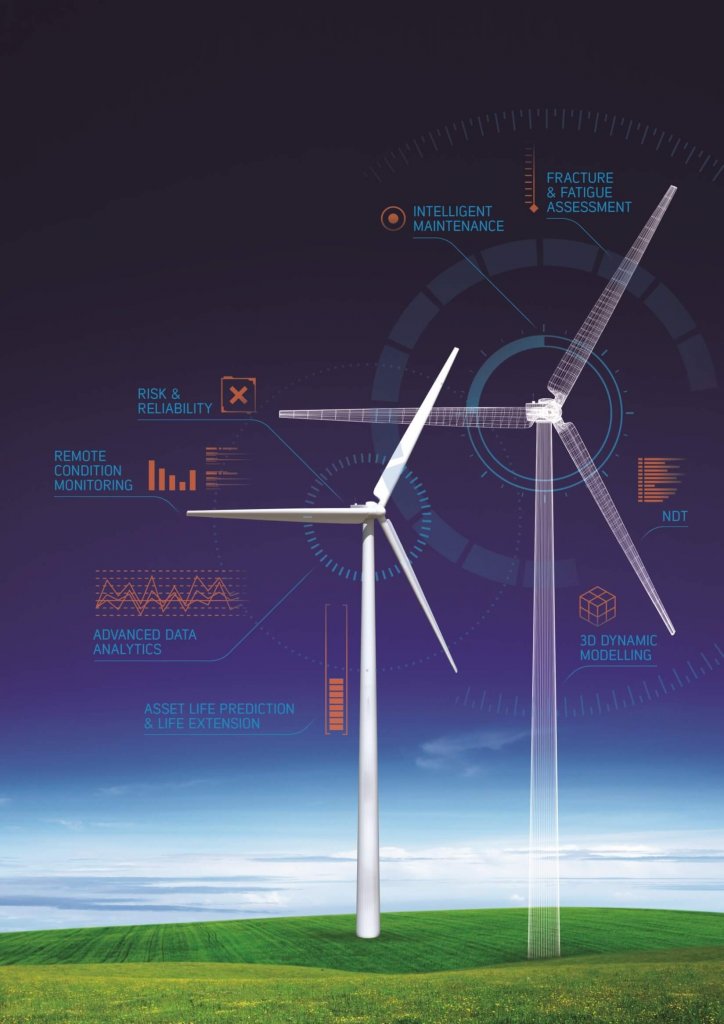 FRACTURE
& FATIGUE
ASSESSMENT
INTELLIGENT
MAINTENANCE
RISK &
RELIABILITY
REMOTE
CONDITION
MONITORING
NDT
ADVANCED DATA
ANALYTICS
3D DYNAMIC
MODELLING
ASSET LIFE PREDICTION
& LIFE EXTENSION